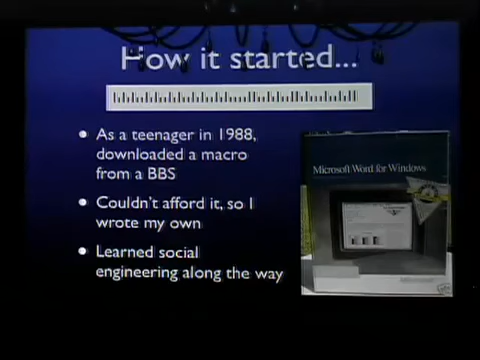 How it started...
As a teenager in 1988,
downloaded a macro
from a BBS
Couldn't afford it, so I
wrote my own
Learned social
engineering along the way
Microsoft Word for Windows